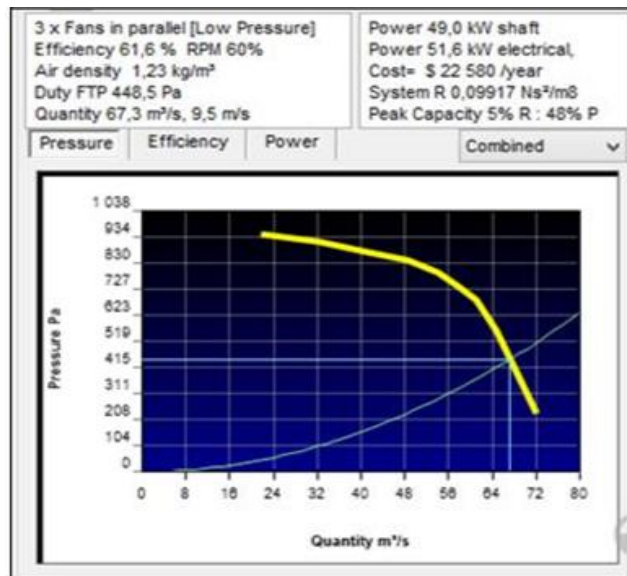 3 x Fans in parallel [Low Pressure]
Efficiency 61,6 % RPM 60%
Air density 1,23 kg/m³
Duty FTP 448,5 Pa
Quantity 67,3 m³/s, 9,5 m/s
Power 49,0 kW shaft
Power 51,6 kW electrical,
Cost= $ 22 580 /year
System R 0,09917 Ns²/m8
Peak Capacity 5% R : 48% P
Pressure Efficiency Power Combined
Pressure Pa
1 038
934
830
727
623
519
415
311
208
104
0
0 8 16 24 32 40 48 56 64 72 80
Quantity m³/s